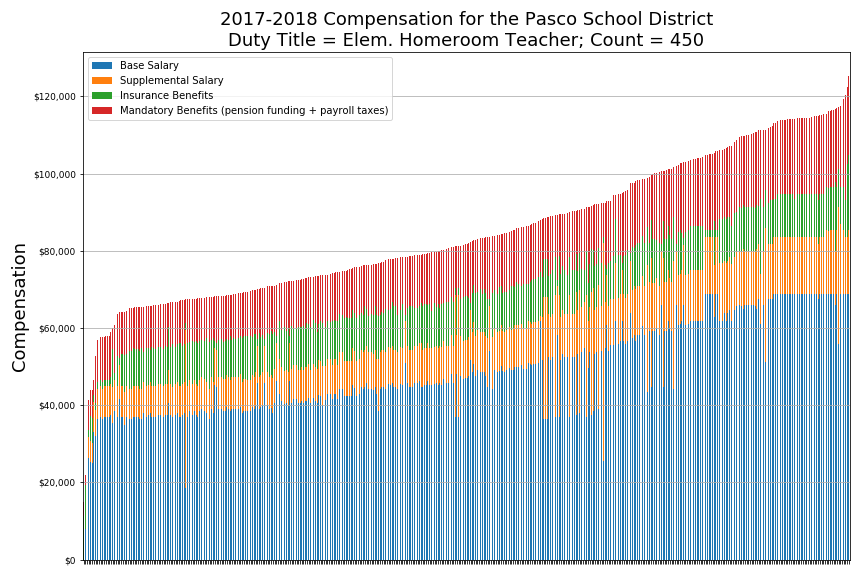 2017-2018 Compensation for the Pasco School District
Duty Title = Elem. Homeroom Teacher; Count = 450
Base Salary
Supplemental Salary
Insurance Benefits
Mandatory Benefits (pension funding + payroll taxes)
Compensation
$120,000
$100,000
$80,000
$60,000
$40,000
$20,000
$0